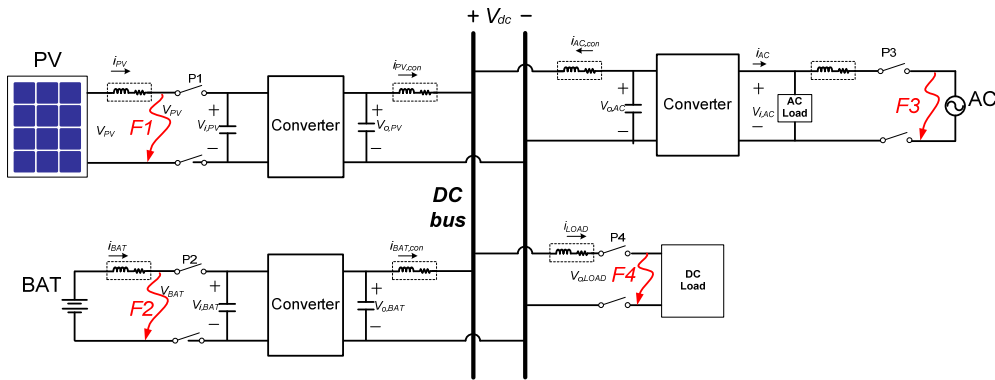 + Vdc −
PV
iPV
P1
iPV,con
VPV
VPV
F1
+
Vi,PV
−
Converter
+
Vo,PV
−
iAC,con
+
Vo,AC
−
Converter
iAC
+
Vi,AC
−
AC
Load
P3
F3
AC
DC
bus
BAT
iBAT
P2
iBAT,con
VBAT
F2
+
Vi,BAT
−
Converter
+
Vo,BAT
−
iLOAD
P4
Vo,LOAD
F4
DC
Load